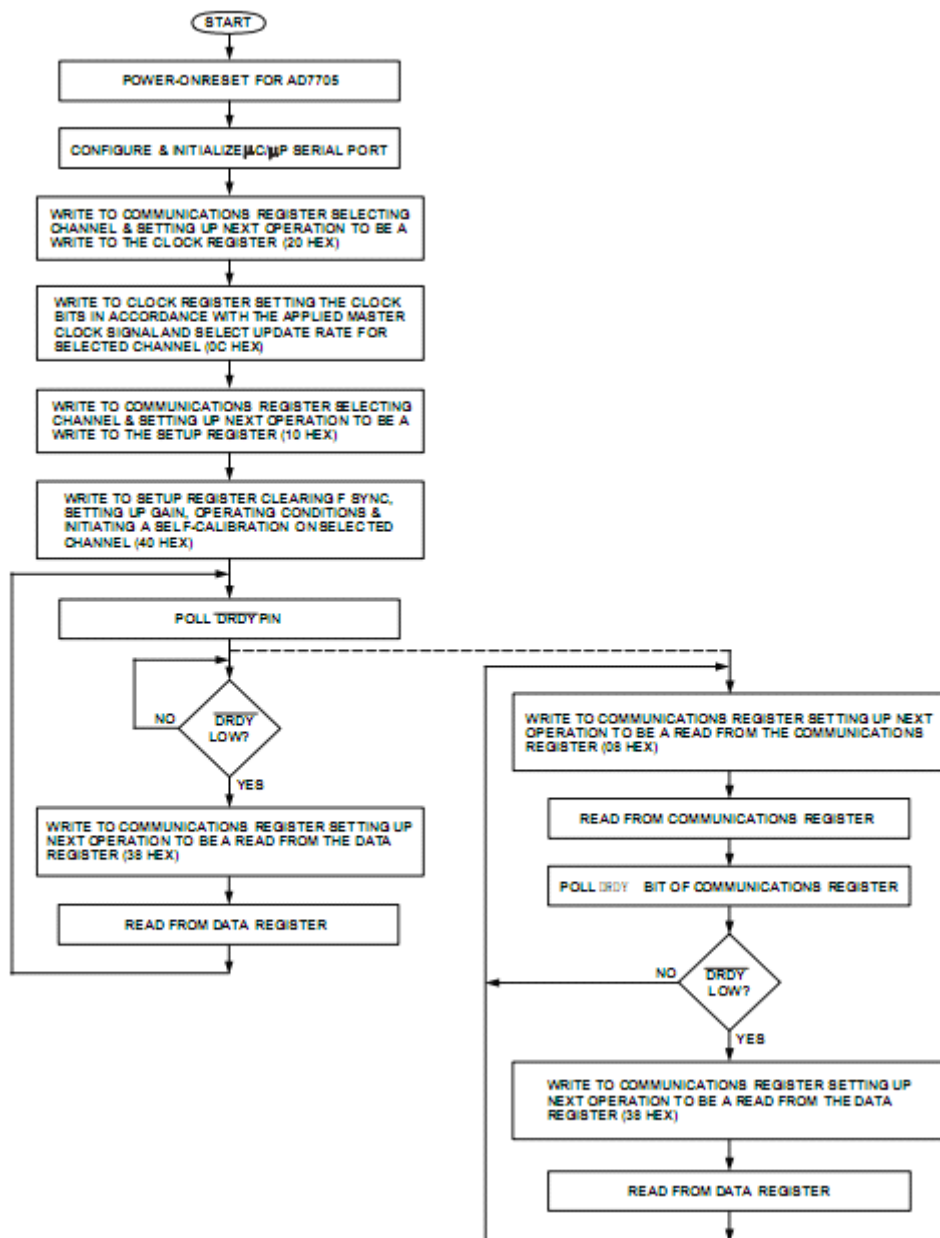 START
POWER-ONRESET FOR AD7705
CONFIGURE & INITIALIZE μC/μP SERIAL PORT
WRITE TO COMMUNICATIONS REGISTER SELECTING
CHANNEL & SETTING UP NEXT OPERATION TO BE A
WRITE TO THE CLOCK REGISTER (20 HEX)
WRITE TO CLOCK REGISTER SETTING THE CLOCK
BITS IN ACCORDANCE WITH THE APPLIED MASTER
CLOCK SIGNAL AND SELECT UPDATE RATE FOR
SELECTED CHANNEL (0C HEX)
WRITE TO COMMUNICATIONS REGISTER SELECTING
CHANNEL & SETTING UP NEXT OPERATION TO BE A
WRITE TO THE SETUP REGISTER (10 HEX)
WRITE TO SETUP REGISTER CLEARING F SYNC,
SETTING UP GAIN, OPERATING CONDITIONS &
INITIATING A SELF-CALIBRATION ON SELECTED
CHANNEL (40 HEX)
POLL DRDY PIN
NO
DRDY
LOW?
YES
WRITE TO COMMUNICATIONS REGISTER SETTING UP
NEXT OPERATION TO BE A READ FROM THE DATA
REGISTER (38 HEX)
READ FROM DATA REGISTER
WRITE TO COMMUNICATIONS REGISTER SETTING UP NEXT
OPERATION TO BE A READ FROM THE COMMUNICATIONS
REGISTER (08 HEX)
READ FROM COMMUNICATIONS REGISTER
POLL DRDY BIT OF COMMUNICATIONS REGISTER
NO
DRDY
LOW?
YES
WRITE TO COMMUNICATIONS REGISTER SETTING UP
NEXT OPERATION TO BE A READ FROM THE DATA
REGISTER (38 HEX)
READ FROM DATA REGISTER